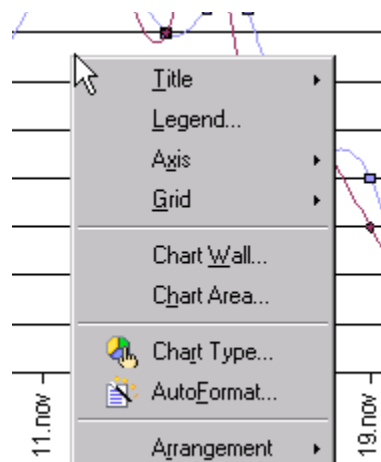 Title
Legend...
Axis
Grid
Chart Wall...
Chart Area...
Chart Type...
AutoFormat...
Arrangement
11.nov
19.nov